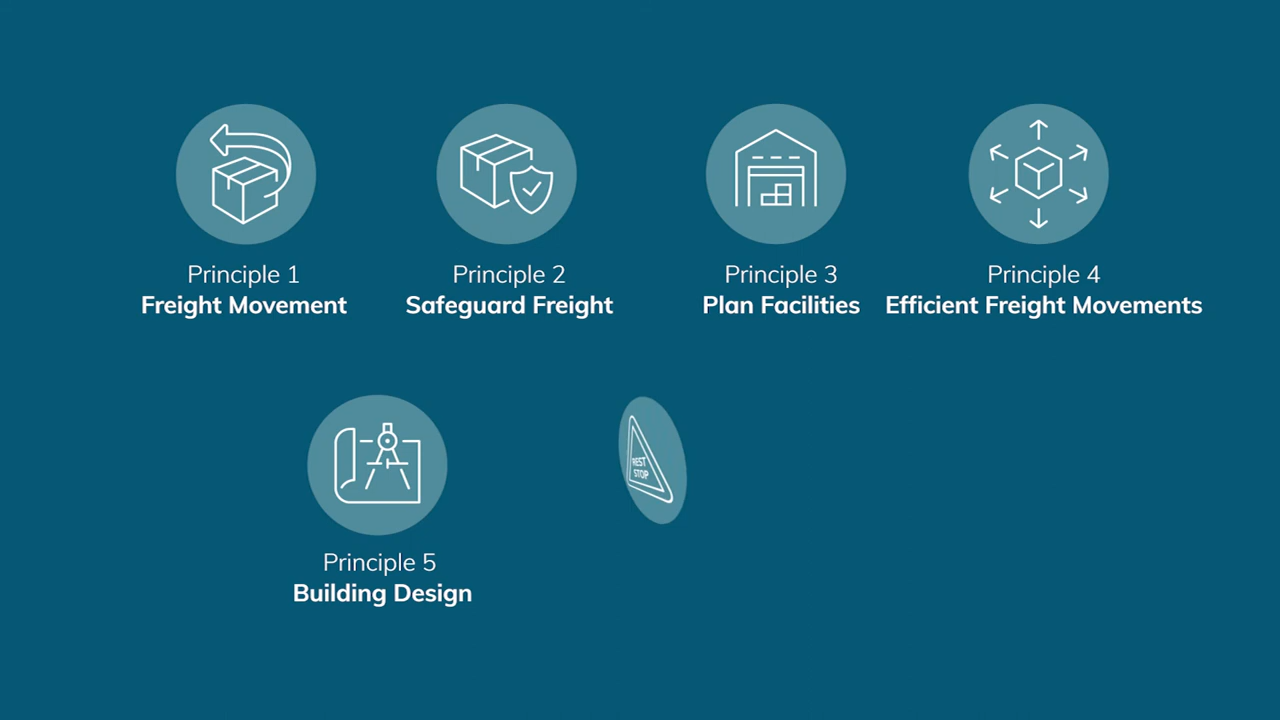 Principle 1
Freight Movement
Principle 2
Safeguard Freight
Principle 3
Plan Facilities
Principle 4
Efficient Freight Movements
Principle 5
Building Design
REST
STOP